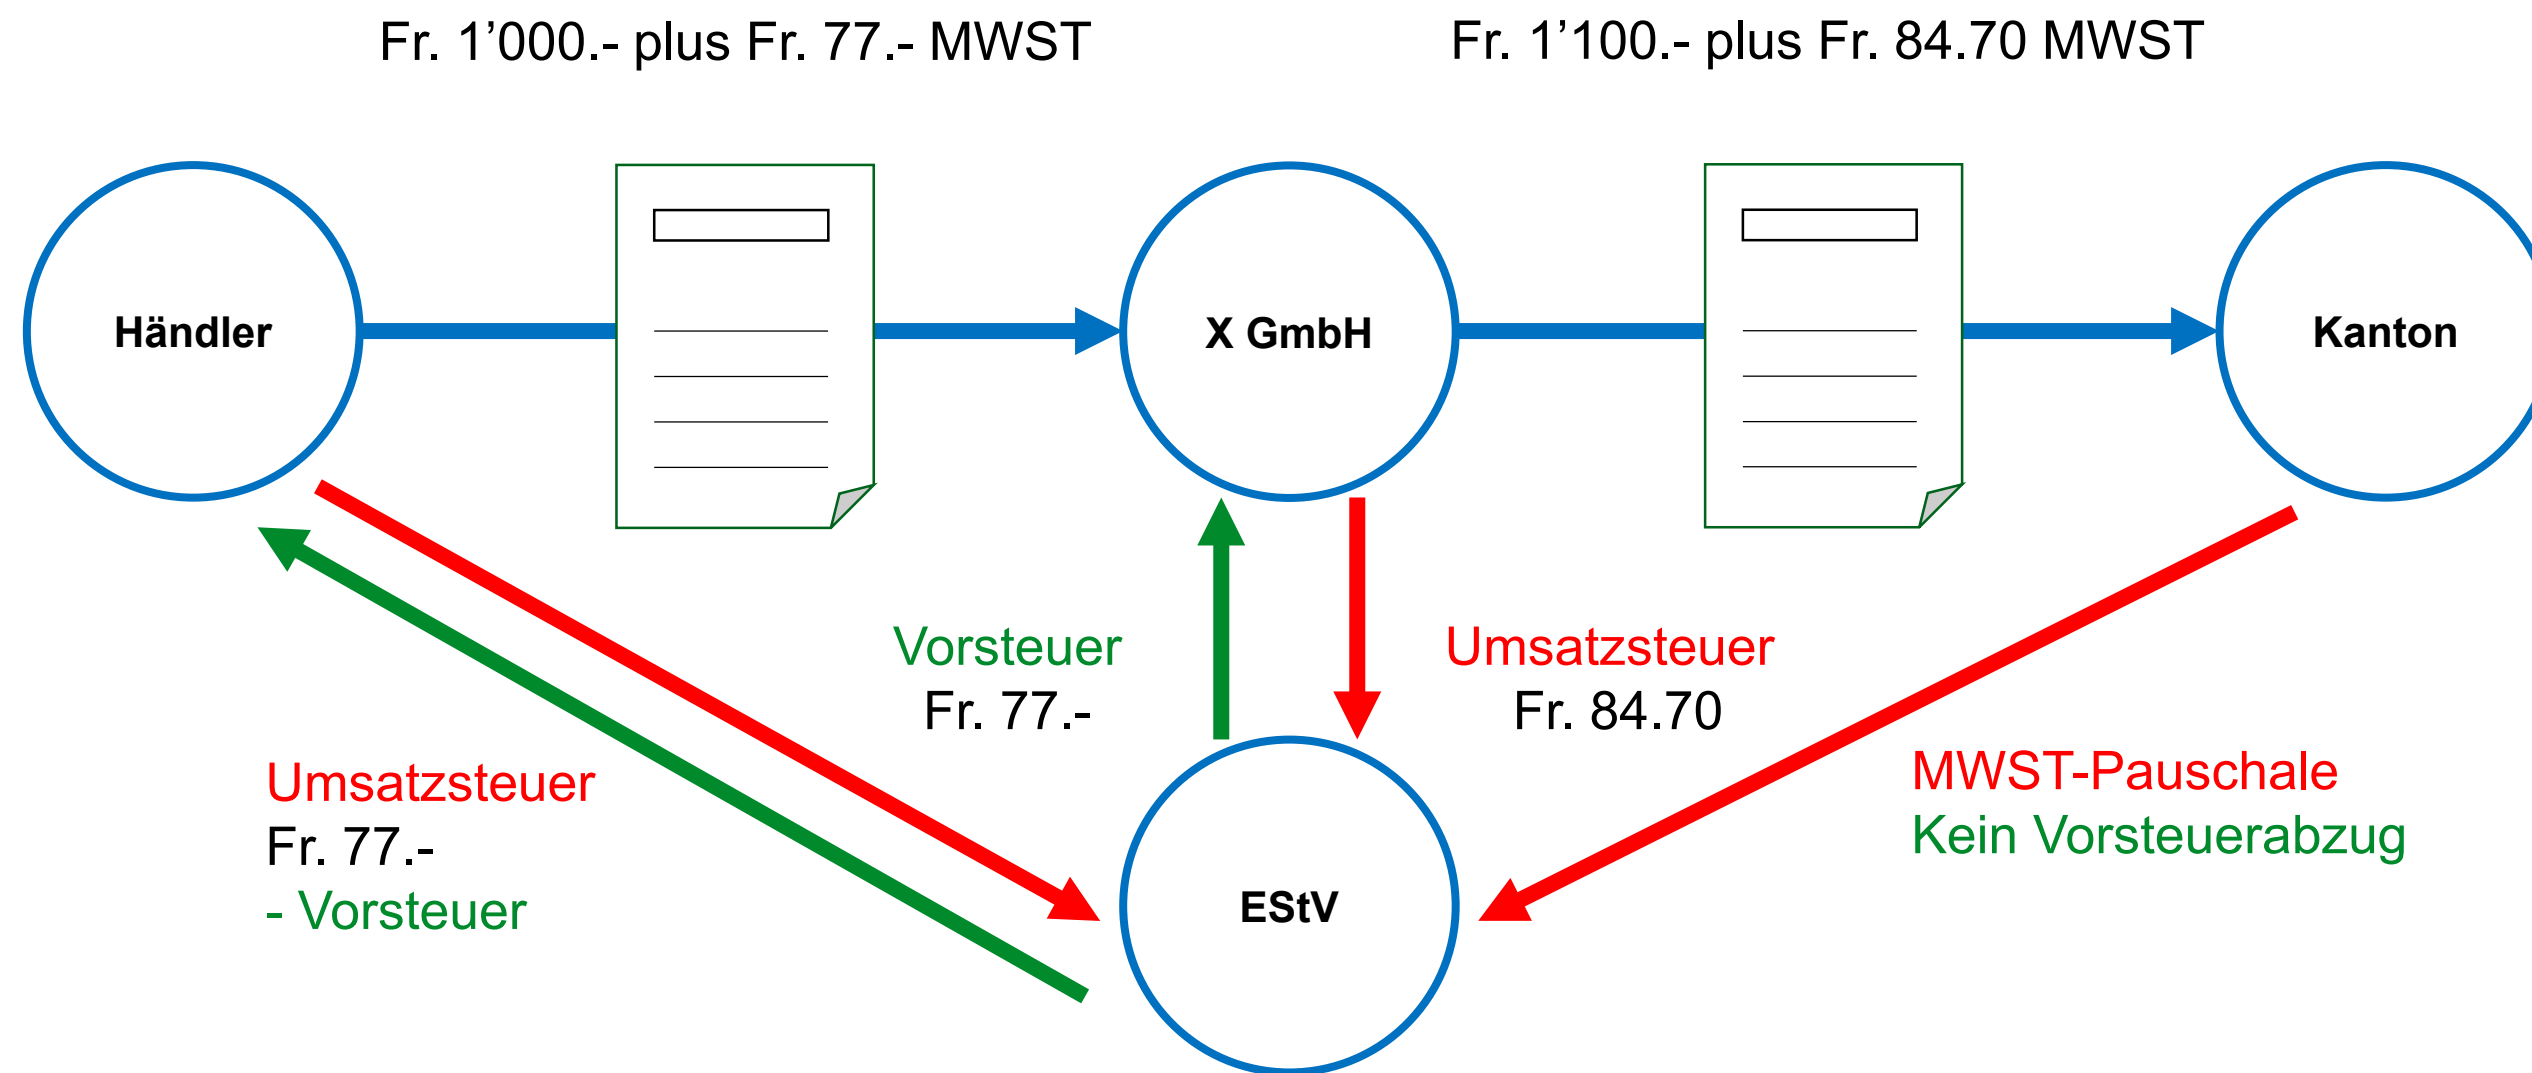 Fr. 1’000.- plus Fr. 77.- MWST
Fr. 1’100.- plus Fr. 84.70 MWST
Händler
X GmbH
Kanton
Vorsteuer
Fr. 77.-
Umsatzsteuer
Fr. 84.70
Umsatzsteuer
Fr. 77.-
- Vorsteuer
MWST-Pauschale
Kein Vorsteuerabzug
EStV